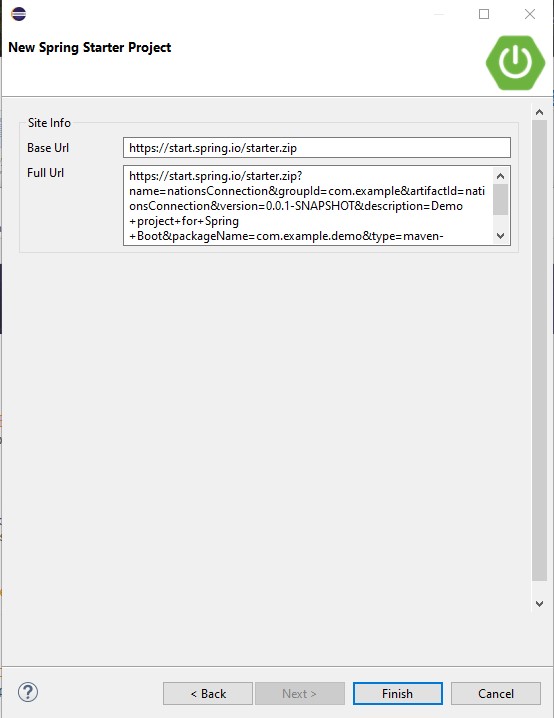 New Spring Starter Project
Site Info
Base Url
https://start.spring.io/starter.zip
Full Url
https://start.spring.io/starter.zip?
name=nationsConnection&groupId=com.example&artifactId=nati
onsConnection&version=0.0.1-SNAPSHOT&description=Demo
+project+for+Spring
+Boot&packageName=com.example.demo&type=maven-
?
< Back
Next >
Finish
Cancel